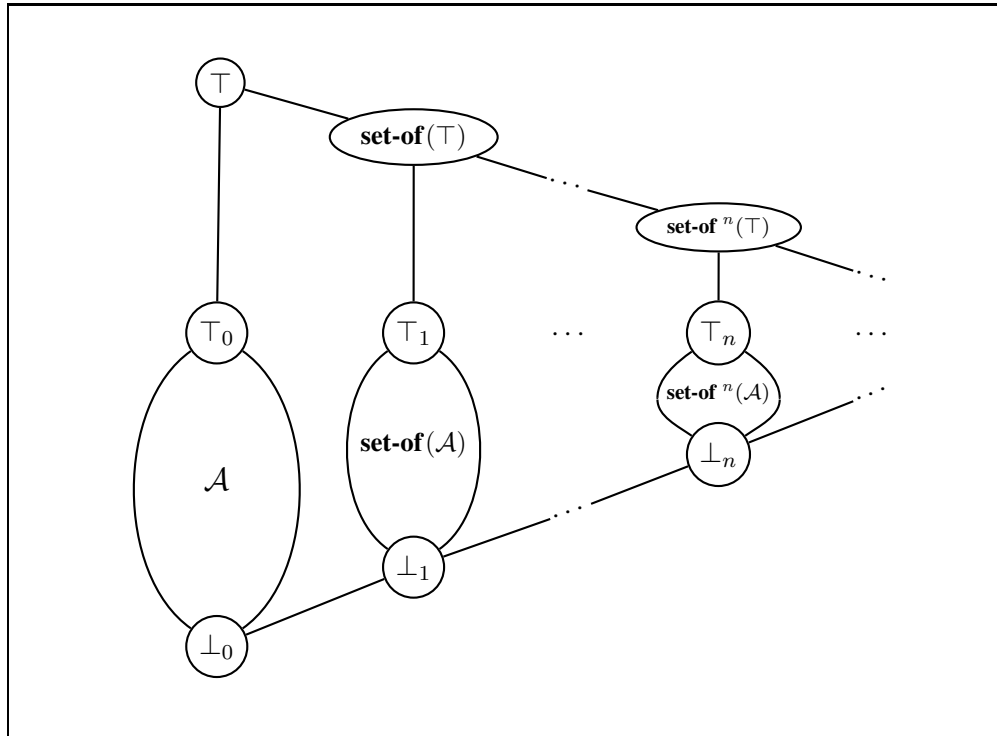 ⊤
set-of(⊤)
...
set-of ⁿ(⊤)
...
⊤₀
⊤₁
...
⊤ₙ
...
set-of ⁿ(𝒜)
...
set-of(𝒜)
𝒜
⊥ₙ
...
⊥₁
⊥₀